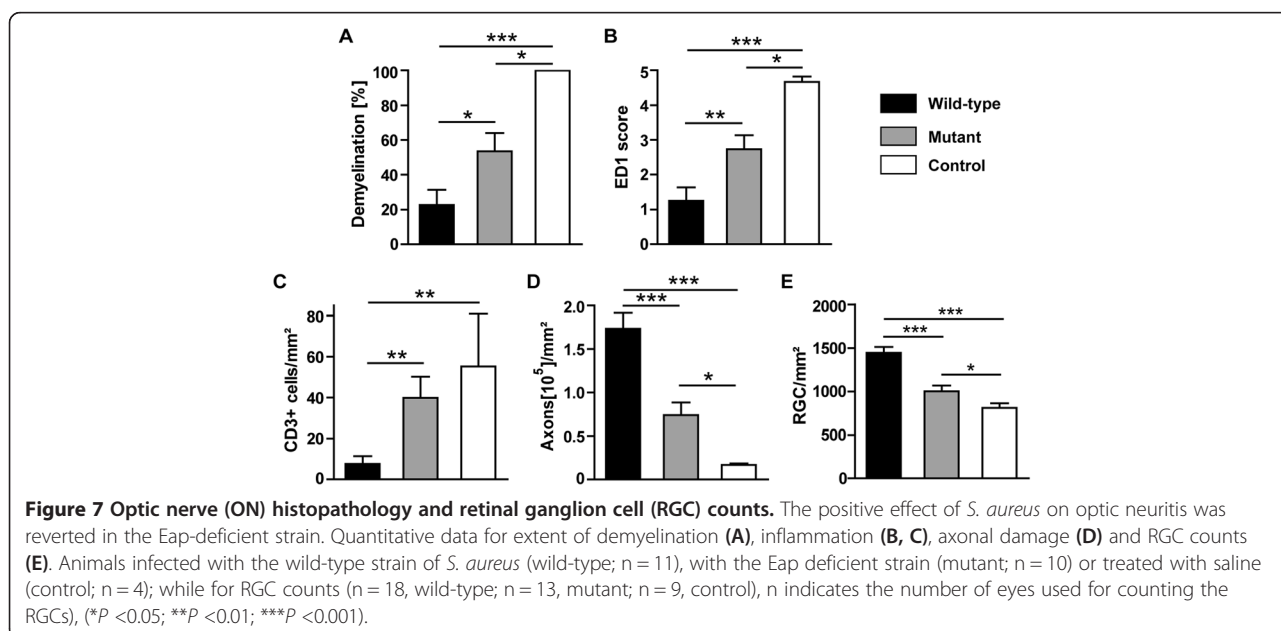 A
***
*
*
Demyelination [%]
100
80
60
40
20
0
B
***
*
**
ED1 score
5
4
3
2
1
0
Wild-type
Mutant
Control
C
**
**
CD3+ cells/mm²
80
60
40
20
0
D
***
***
*
Axons[10⁵]/mm²
2.0
1.5
1.0
0.5
0
E
***
***
*
RGC/mm²
2000
1500
1000
500
0
Figure 7 Optic nerve (ON) histopathology and retinal ganglion cell (RGC) counts. The positive effect of S. aureus on optic neuritis was
reverted in the Eap-deficient strain. Quantitative data for extent of demyelination (A), inflammation (B, C), axonal damage (D) and RGC counts
(E). Animals infected with the wild-type strain of S. aureus (wild-type; n = 11), with the Eap deficient strain (mutant; n = 10) or treated with saline
(control; n = 4); while for RGC counts (n = 18, wild-type; n = 13, mutant; n = 9, control), n indicates the number of eyes used for counting the
RGCs), (*P <0.05; **P <0.01; ***P <0.001).